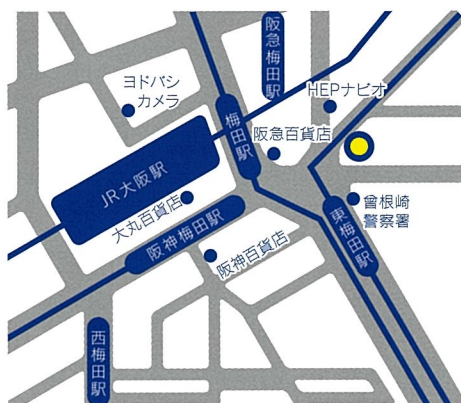 阪急梅田駅
ヨドバシ
カメラ
HEPナビオ
梅田駅
阪急百貨店
JR大阪駅
大丸百貨店
曾根崎
警察署
阪神梅田駅
東梅田駅
阪神百貨店
西梅田駅